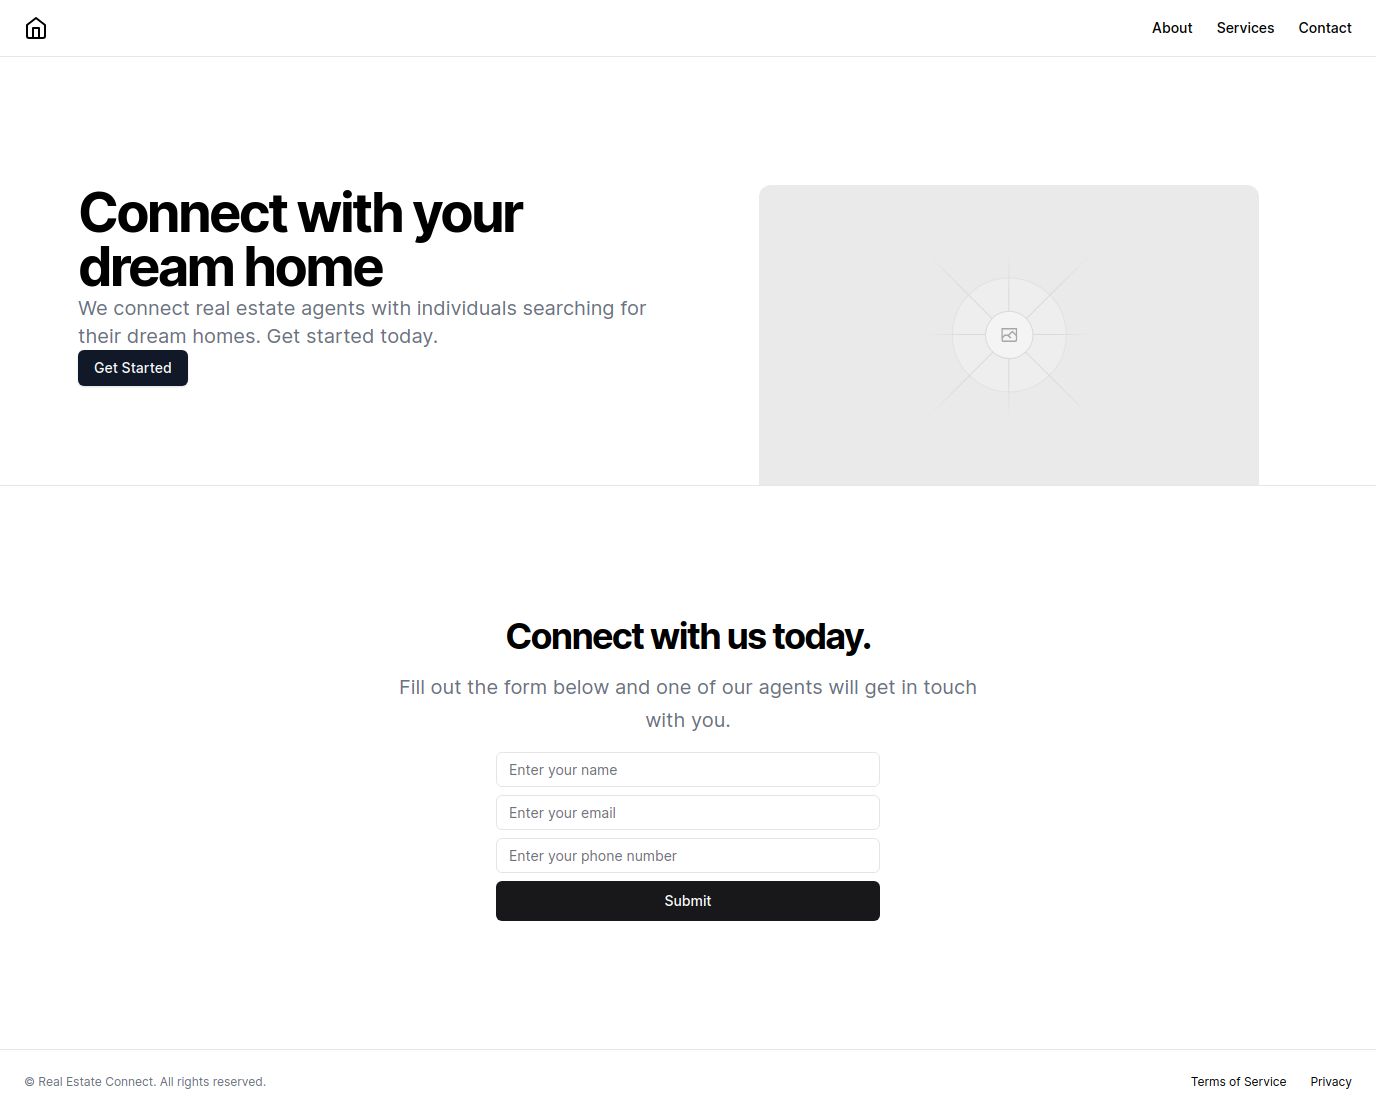 About Services Contact
Connect with your
dream home
We connect real estate agents with individuals searching for
their dream homes. Get started today.
Get Started
Connect with us today.
Fill out the form below and one of our agents will get in touch
with you.
Enter your name
Enter your email
Enter your phone number
Submit
© Real Estate Connect. All rights reserved. Terms of Service Privacy